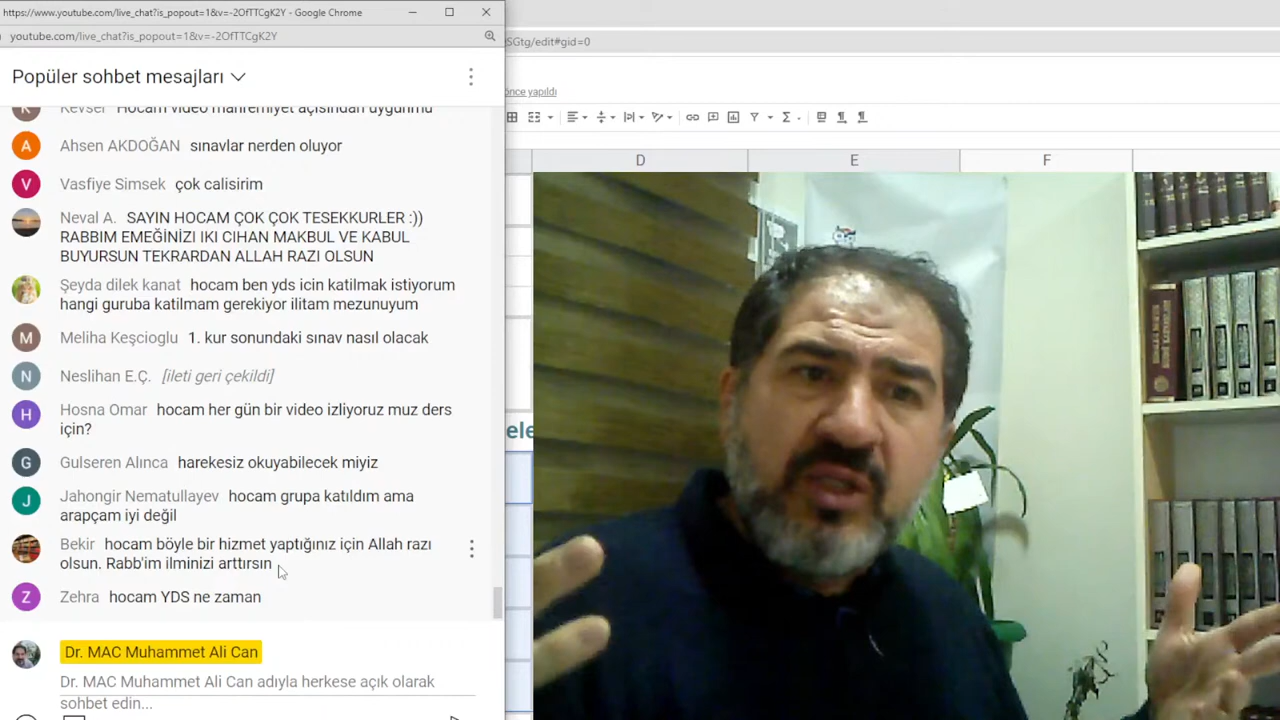 https://www.youtube.com/live_chat?is_popout=1&v=-2OfTTCgK2Y - Google Chrome
youtube.com/live_chat?is_popout=1&v=-2OfTTCgK2Y
SGtg/edit#gid=0
Popüler sohbet mesajları
önce yapıldı
D E F
K Kevser Hocam video mahremiyet açısından uygunmu
A Ahsen AKDOĞAN sınavlar nerden oluyor
V Vasfiye Simsek çok calisirim
Neval A. SAYIN HOCAM ÇOK ÇOK TESEKKURLER :))
RABBIM EMEĞINIZI IKI CIHAN MAKBUL VE KABUL
BUYURSUN TEKRARDAN ALLAH RAZI OLSUN
Şeyda dilek kanat hocam ben yds icin katilmak istiyorum
hangi guruba katilmam gerekiyor ilitam mezunuyum
M Meliha Keşcioglu 1. kur sonundaki sınav nasıl olacak
N Neslihan E.Ç. [ileti geri çekildi]
H Hosna Omar hocam her gün bir video izliyoruz muz ders
için?
ele
G Gulseren Alınca harekesiz okuyabilecek miyiz
J Jahongir Nematullayev hocam grupa katıldım ama
arapçam iyi değil
Bekir hocam böyle bir hizmet yaptığınız için Allah razı
olsun. Rabb'im ilminizi arttırsın
Z Zehra hocam YDS ne zaman
Dr. MAC Muhammet Ali Can
Dr. MAC Muhammet Ali Can adıyla herkese açık olarak
sohbet edin...